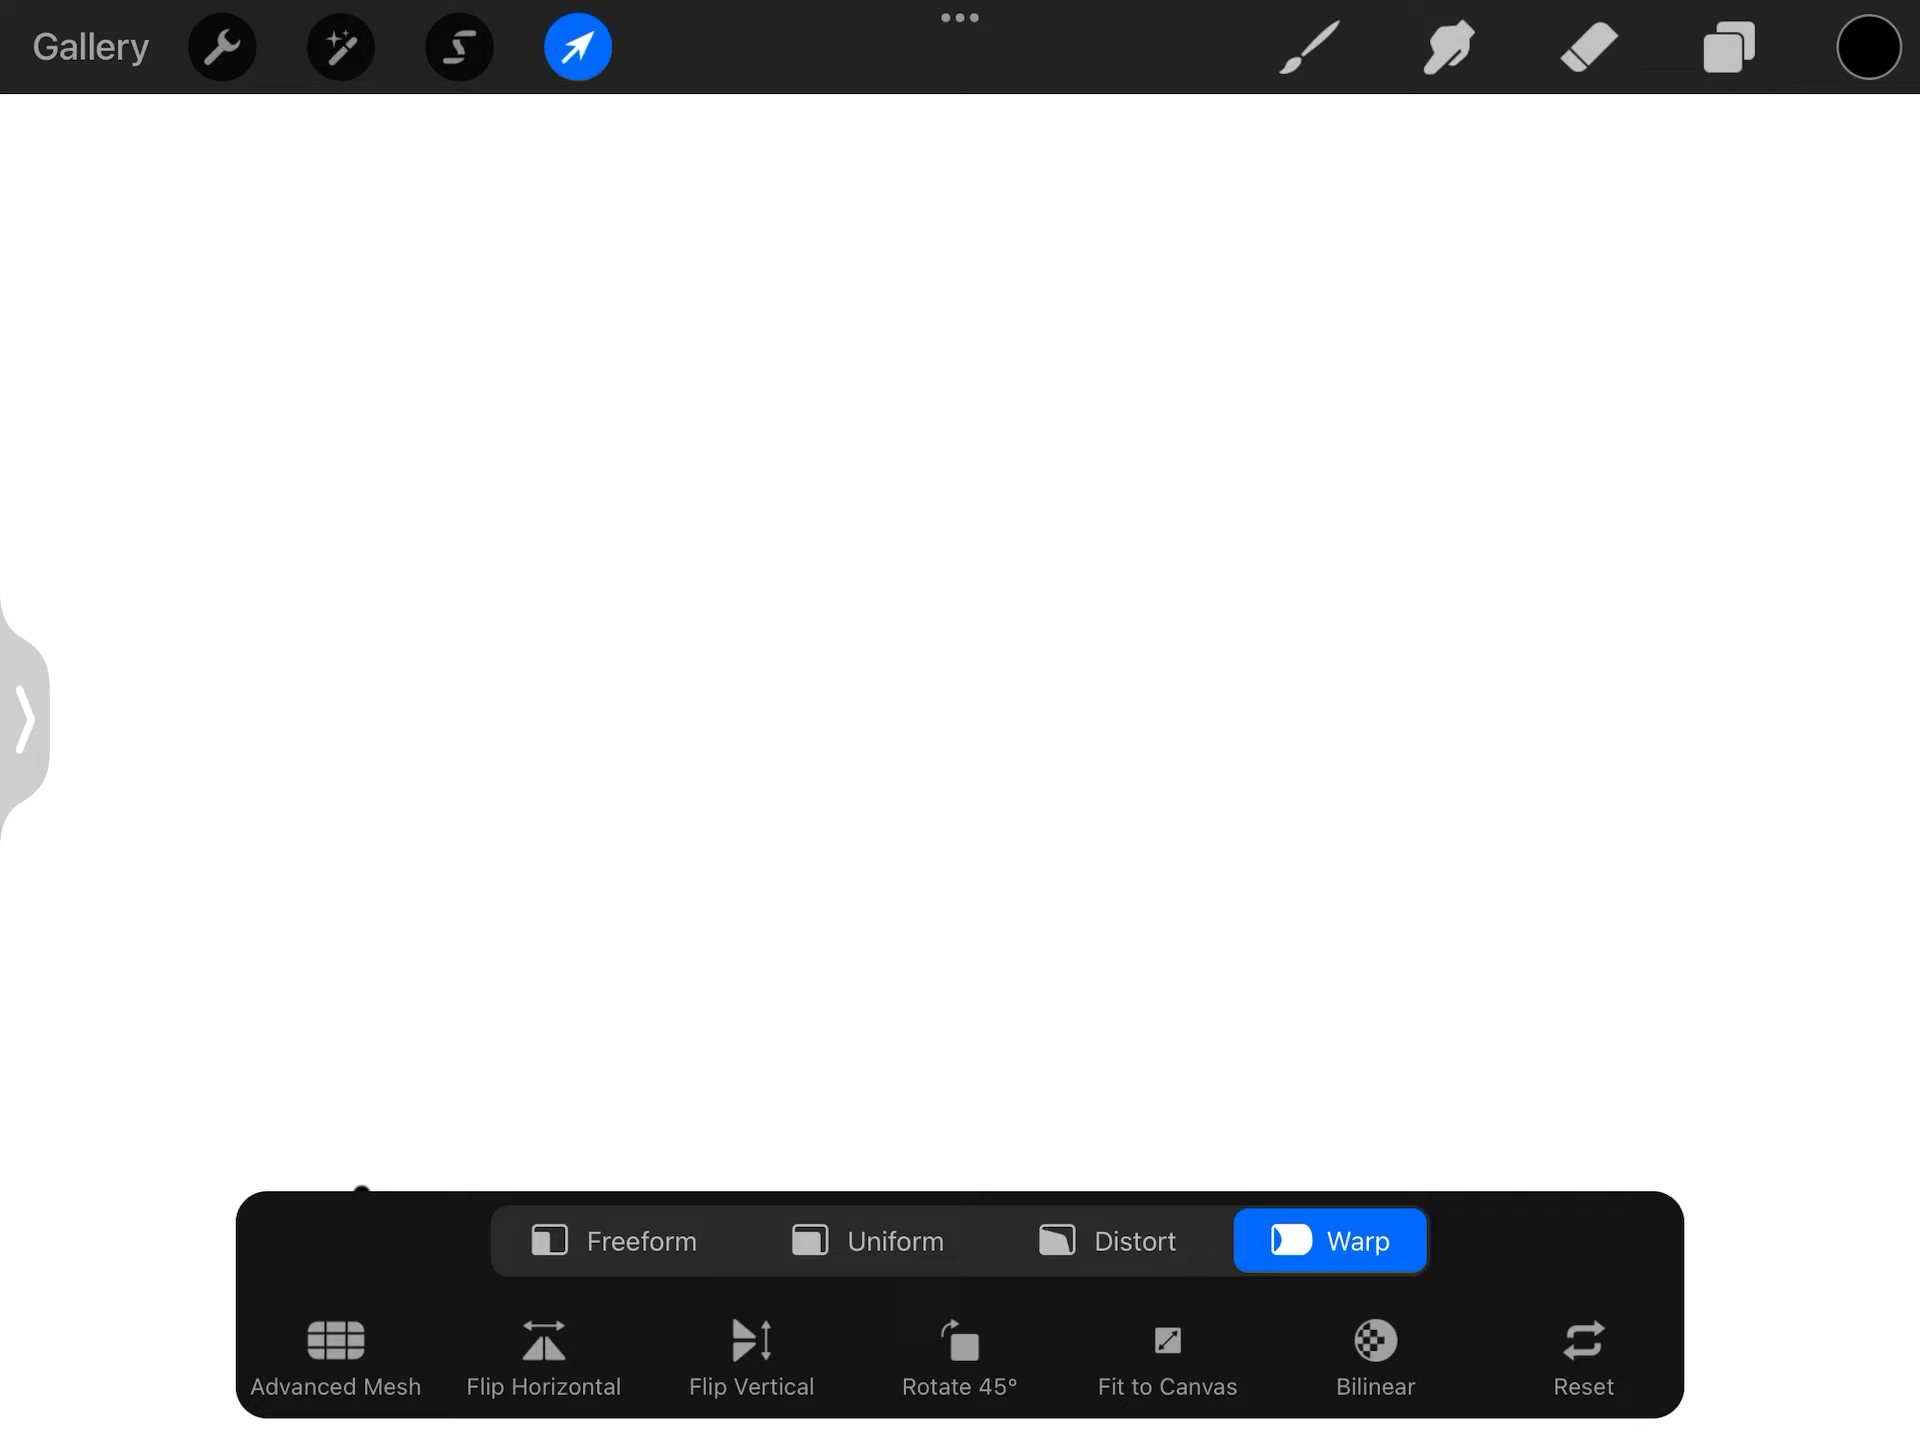 Gallery
Freeform Uniform Distort Warp
Advanced Mesh Flip Horizontal Flip Vertical Rotate 45° Fit to Canvas Bilinear Reset